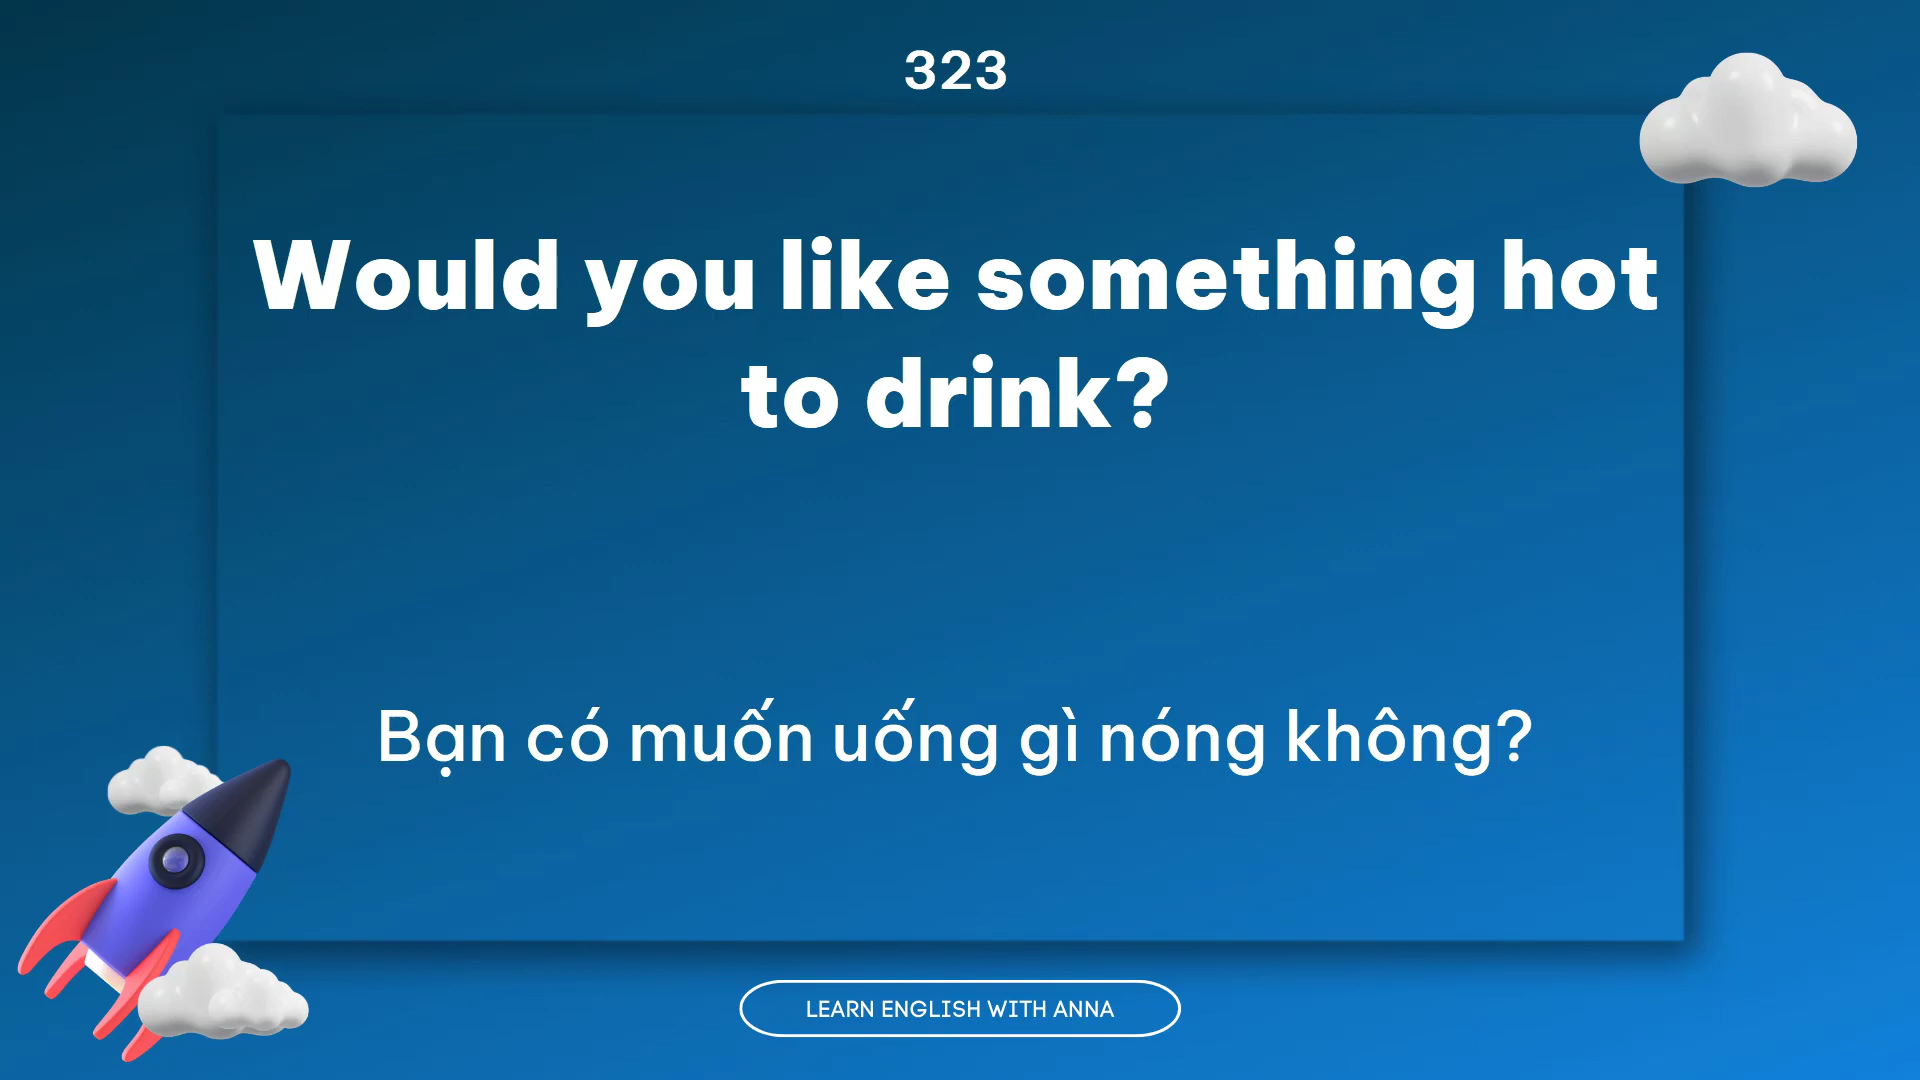 323
Would you like something hot
to drink?
Bạn có muốn uống gì nóng không?
LEARN ENGLISH WITH ANNA